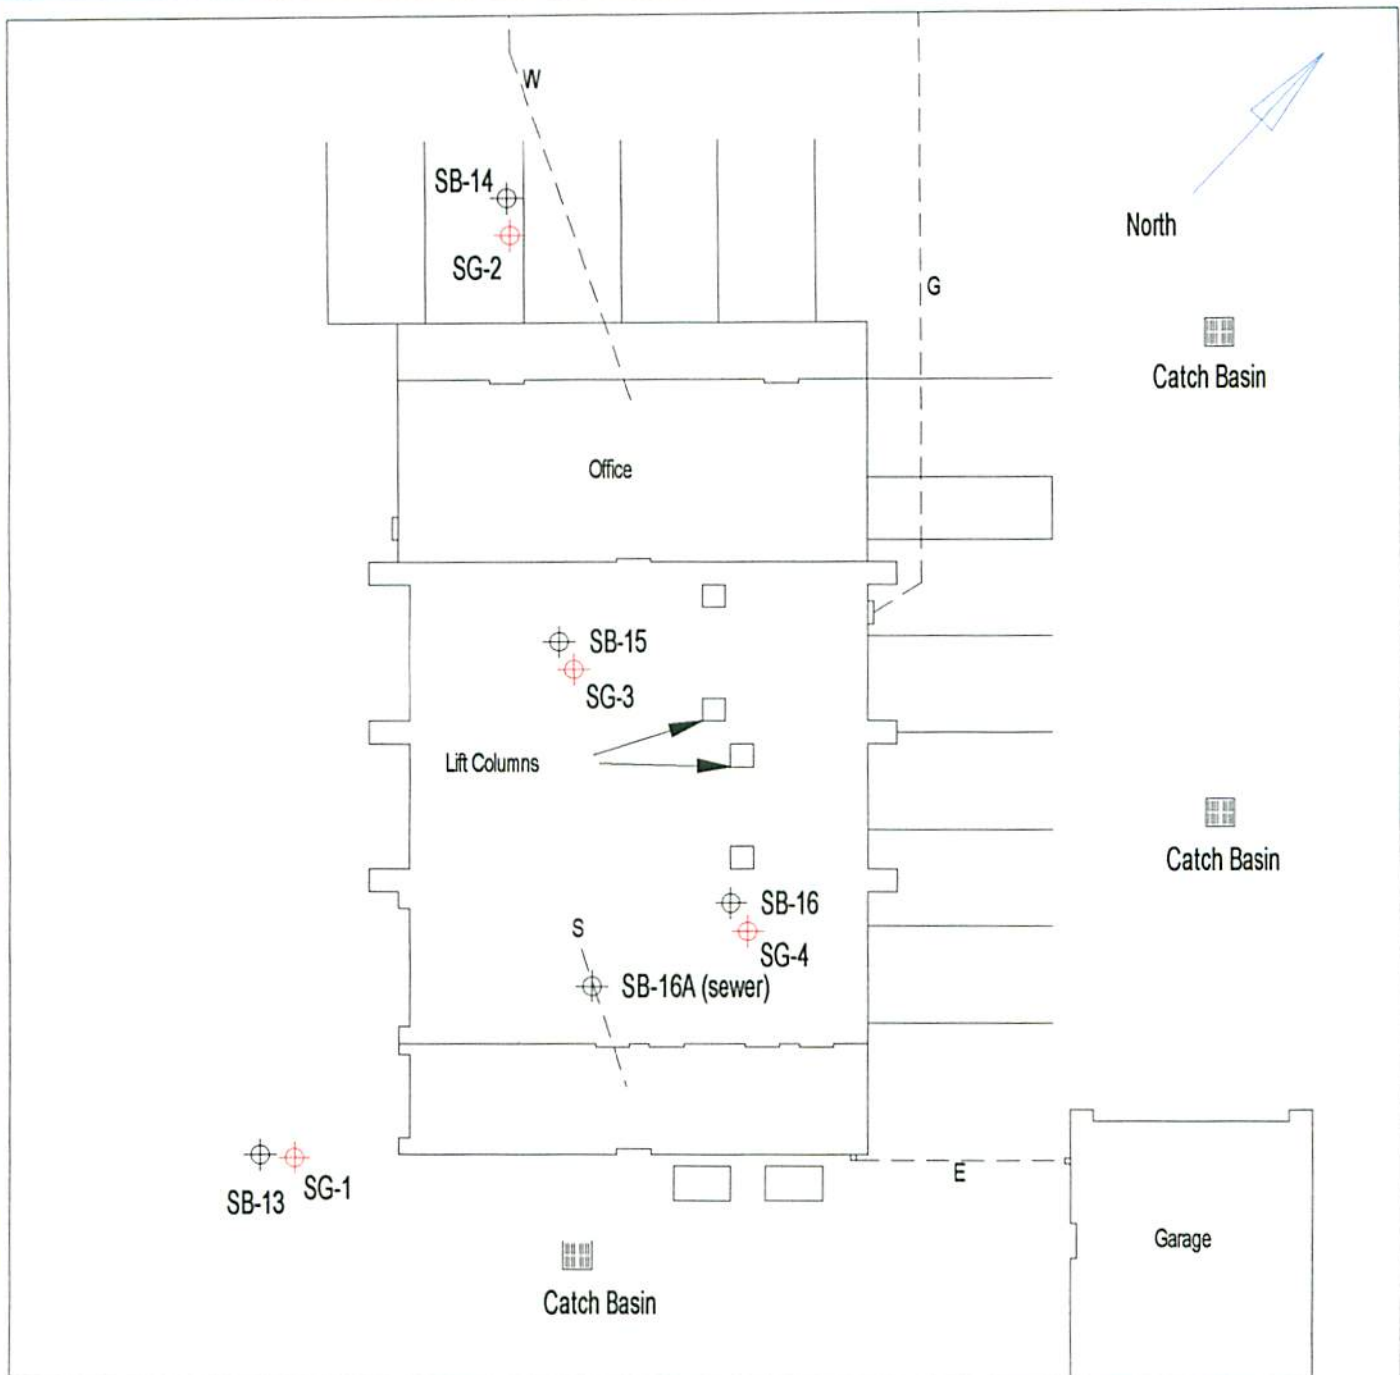 W
SB-14
SG-2
North
G
Catch Basin
Office
SB-15
SG-3
Lift Columns
Catch Basin
SB-16
S
SG-4
SB-16A (sewer)
E
SB-13
SG-1
Garage
Catch Basin